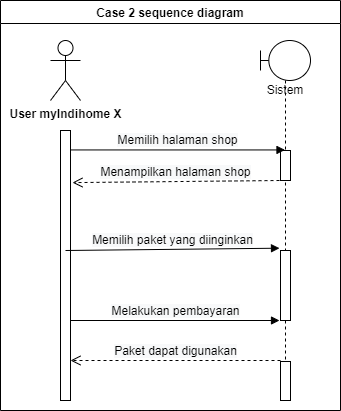 Case 2 sequence diagram
User myIndihome X
Sistem
Memilih halaman shop
Menampilkan halaman shop
Memilih paket yang diinginkan
Melakukan pembayaran
Paket dapat digunakan